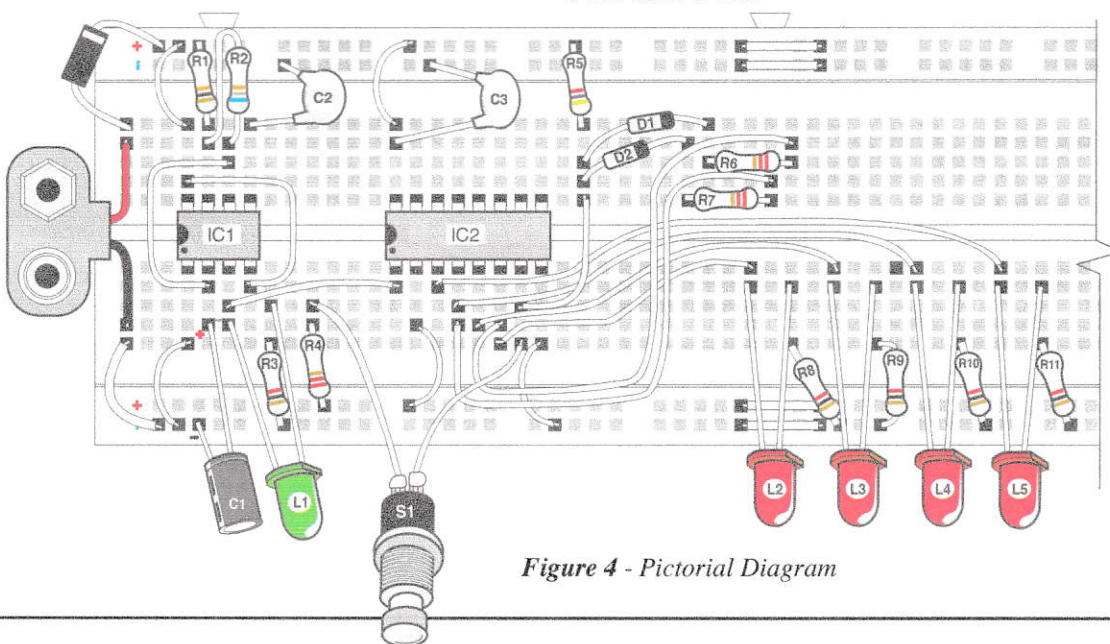 +
R1
R2
C2
C3
R5
D1
D2
R6
R7
IC1
IC2
+
R3
R4
R8
R9
R10
R11
+
-
C1
L1
S1
L2
L3
L4
L5
Figure 4 - Pictorial Diagram